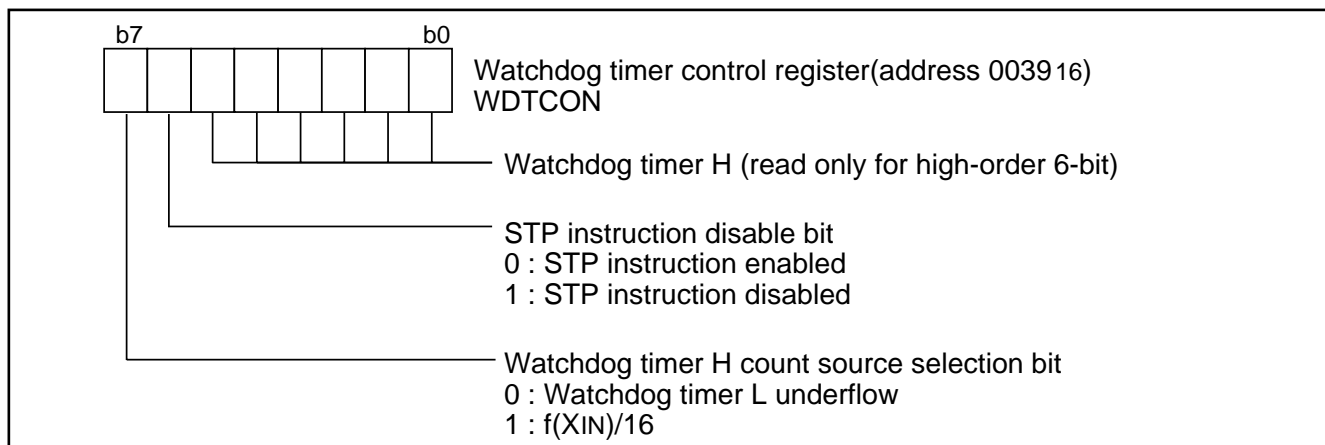 b7 b0
Watchdog timer control register(address 003916)
WDTCON
Watchdog timer H (read only for high-order 6-bit)
STP instruction disable bit
0 : STP instruction enabled
1 : STP instruction disabled
Watchdog timer H count source selection bit
0 : Watchdog timer L underflow
1 : f(XIN)/16